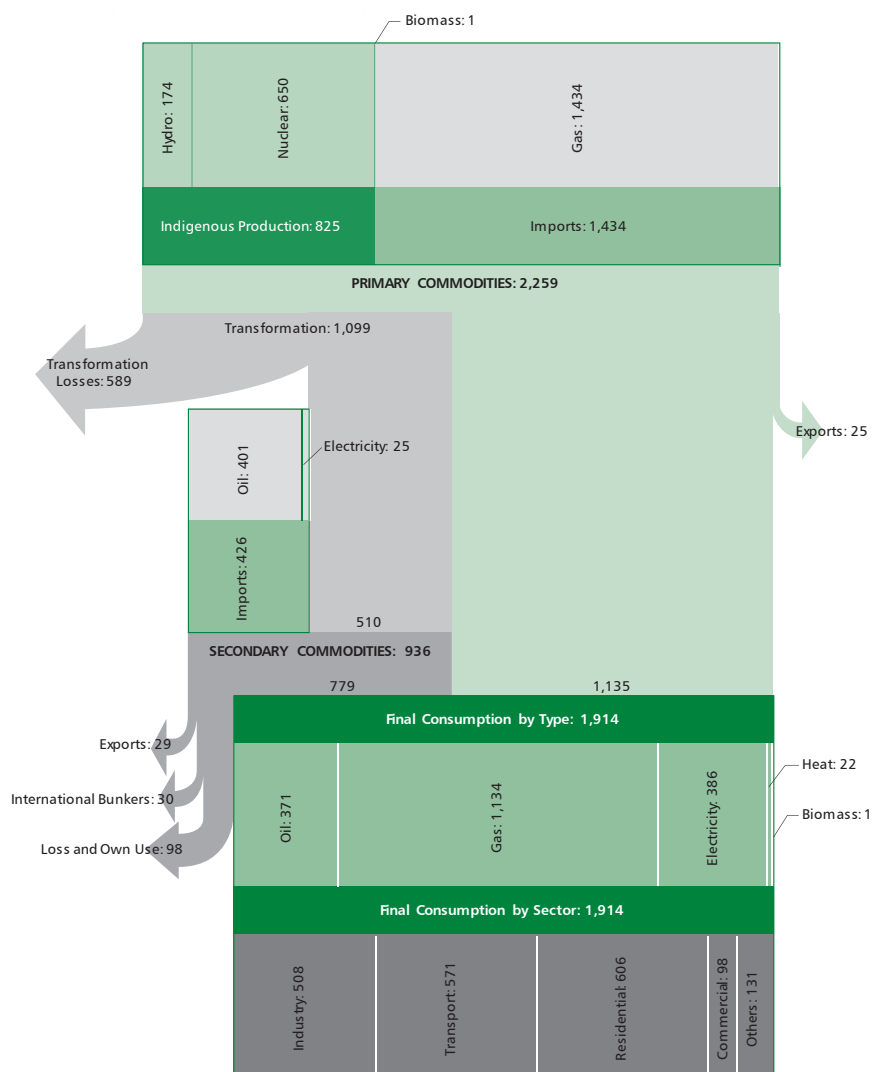 Biomass: 1
Hydro: 174
Nuclear: 650
Gas: 1,434
Indigenous Production: 825
Imports: 1,434
PRIMARY COMMODITIES: 2,259
Transformation: 1,099
Transformation
Losses: 589
Exports: 25
Electricity: 25
Oil: 401
Imports: 426
510
SECONDARY COMMODITIES: 936
779
1,135
Final Consumption by Type: 1,914
Exports: 29
International Bunkers: 30
Loss and Own Use: 98
Oil: 371
Gas: 1,134
Electricity: 386
Heat: 22
Biomass: 1
Final Consumption by Sector: 1,914
Industry: 508
Transport: 571
Residential: 606
Commercial: 98
Others: 131